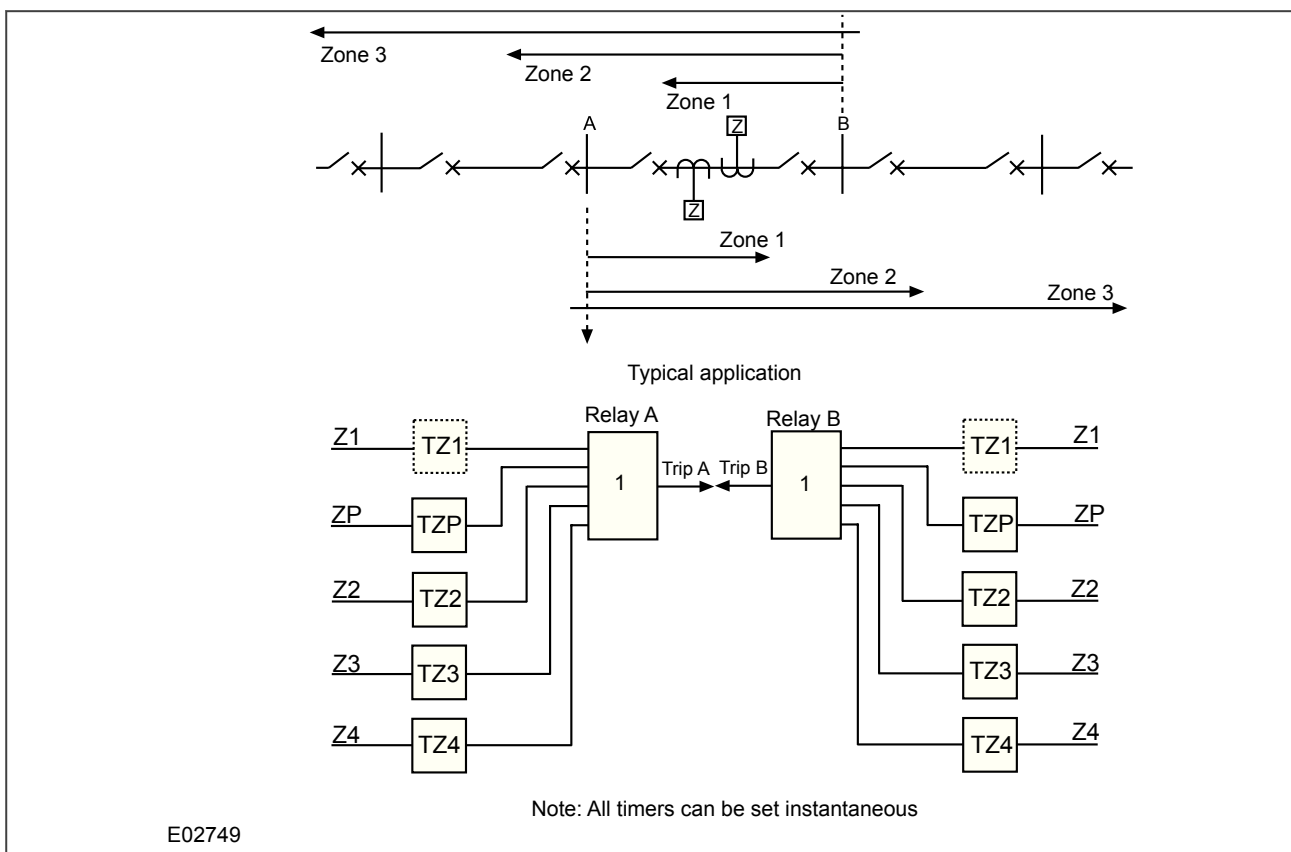 Zone 3
Zone 2
Zone 1
A
B
Z
Z
Zone 1
Zone 2
Zone 3
Typical application
Relay A
Relay B
Z1
TZ1
TZ1
Z1
Trip A
Trip B
1
1
ZP
TZP
TZP
ZP
Z2
TZ2
TZ2
Z2
Z3
TZ3
TZ3
Z3
Z4
TZ4
TZ4
Z4
Note: All timers can be set instantaneous
E02749